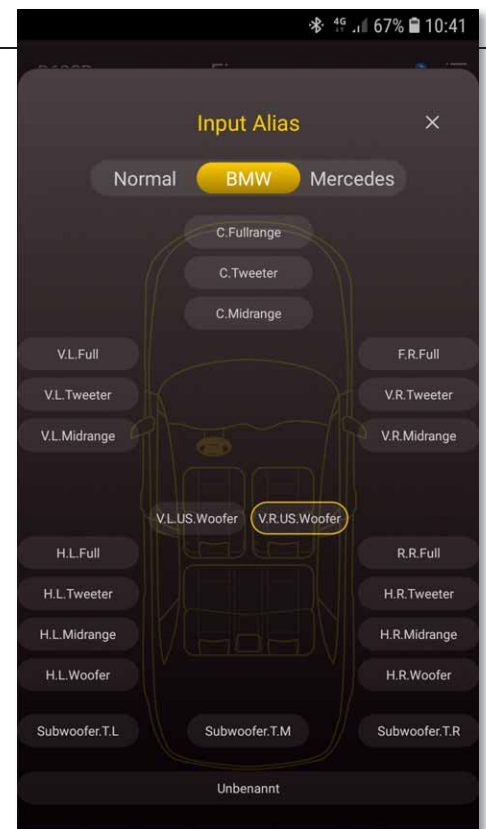 4G 67% 10:41
Input Alias ×
Normal BMW Mercedes
C.Fullrange
C.Tweeter
C.Midrange
V.L.Full F.R.Full
V.L.Tweeter V.R.Tweeter
V.L.Midrange V.R.Midrange
V.L.US.Woofer V.R.US.Woofer
H.L.Full R.R.Full
H.L.Tweeter H.R.Tweeter
H.L.Midrange H.R.Midrange
H.L.Woofer H.R.Woofer
Subwoofer.T.L Subwoofer.T.M Subwoofer.T.R
Unbenannt